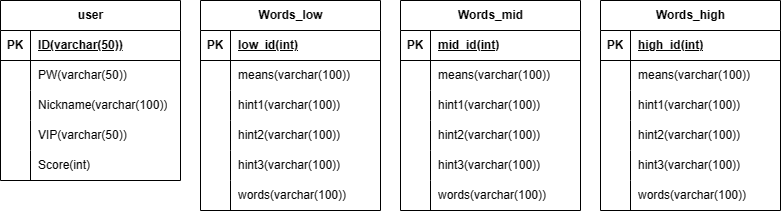 user
PK ID(varchar(50))
PW(varchar(50))
Nickname(varchar(100))
VIP(varchar(50))
Score(int)
Words_low
PK low_id(int)
means(varchar(100))
hint1(varchar(100))
hint2(varchar(100))
hint3(varchar(100))
words(varchar(100))
Words_mid
PK mid_id(int)
means(varchar(100))
hint1(varchar(100))
hint2(varchar(100))
hint3(varchar(100))
words(varchar(100))
Words_high
PK high_id(int)
means(varchar(100))
hint1(varchar(100))
hint2(varchar(100))
hint3(varchar(100))
words(varchar(100))